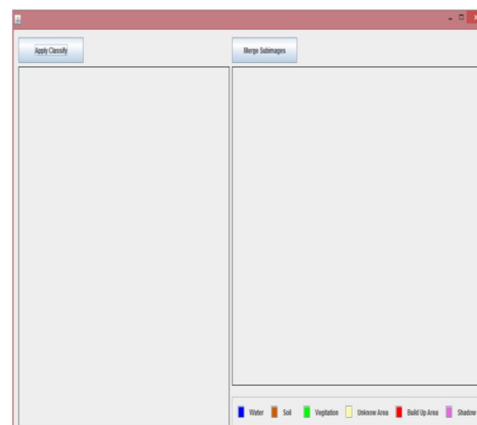 Apply Classify
Merge Subimages
Water Soil Vegitation Unknow Area Build Up Area Shadow